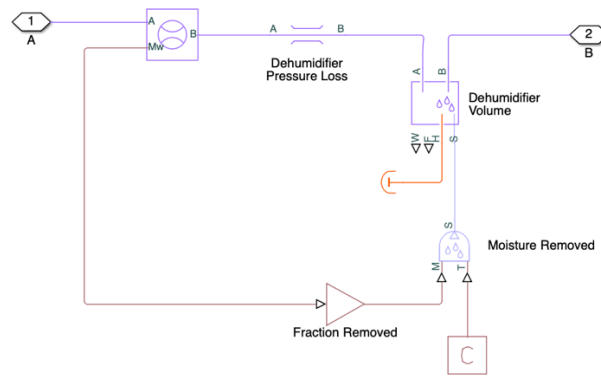 1
A
A
Mw
B
A
B
Dehumidifier
Pressure Loss
2
B
A
B
Dehumidifier
Volume
W
F
H
S
S
Moisture Removed
M
T
Fraction Removed
C